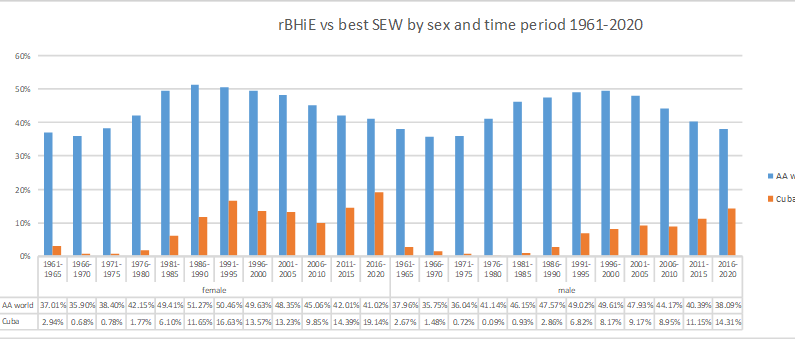 rBHiE vs best SEW by sex and time period 1961-2020
60%
50%
40%
30%
20%
10%
0%
1961-1965 1966-1970 1971-1975 1976-1980 1981-1985 1986-1990 1991-1995 1996-2000 2001-2005 2006-2010 2011-2015 2016-2020 1961-1965 1966-1970 1971-1975 1976-1980 1981-1985 1986-1990 1991-1995 1996-2000 2001-2005 2006-2010 2011-2015 2016-2020
female male
AA world 37.01% 35.90% 38.40% 42.15% 49.41% 51.27% 50.46% 49.63% 48.35% 45.06% 42.01% 41.02% 37.96% 35.75% 36.04% 41.14% 46.15% 47.57% 49.02% 49.61% 47.93% 44.17% 40.39% 38.09%
Cuba 2.94% 0.68% 0.78% 1.77% 6.10% 11.65% 16.63% 13.57% 13.23% 9.85% 14.39% 19.14% 2.67% 1.48% 0.72% 0.09% 0.93% 2.86% 6.82% 8.17% 9.17% 8.95% 11.15% 14.31%
AA w
Cuba